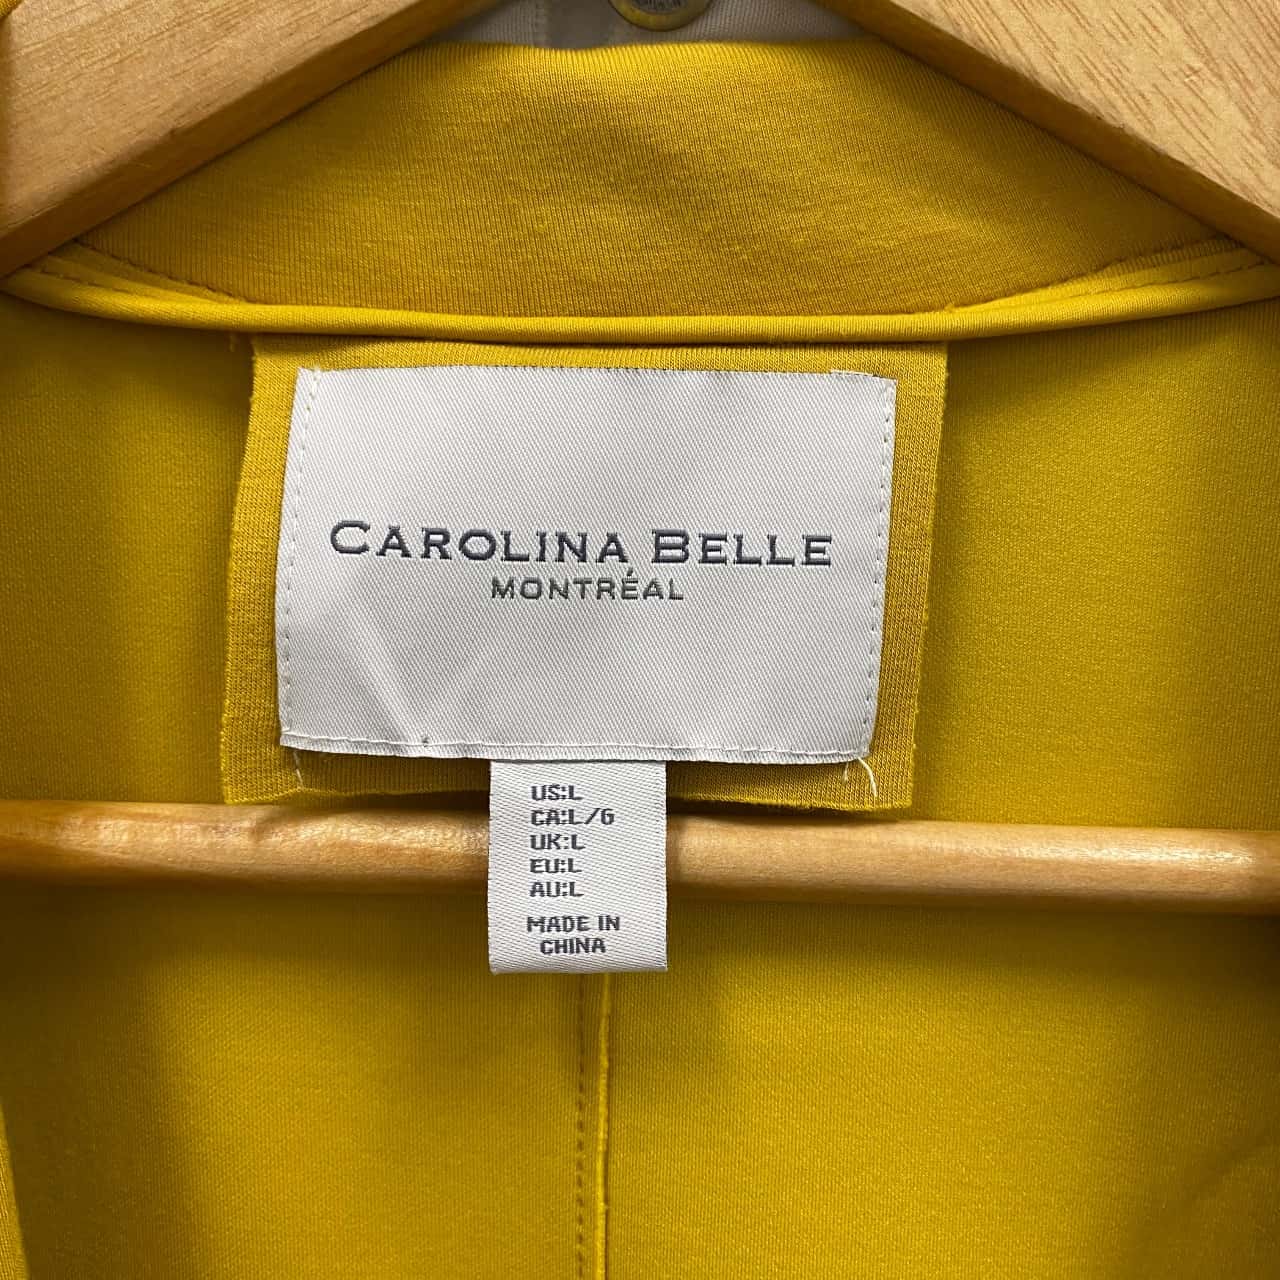 CAROLINA BELLE
MONTRÉAL
US:L
CA:L/G
UK:L
EU:L
AU:L
MADE IN
CHINA